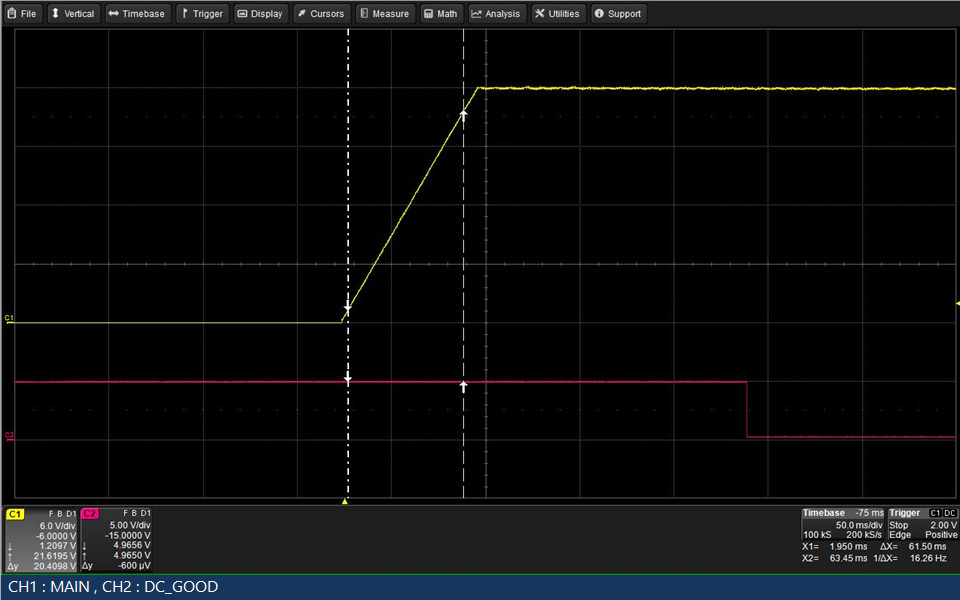 File Vertical Timebase Trigger Display Cursors Measure Math Analysis Utilities Support
C1
C2
C1 F B D1
6.0 V/div
-6.0000 V
↓ 1.2097 V
↑ 21.6195 V
Δy 20.4098 V
C2 F B D1
5.00 V/div
-15.0000 V
↓ 4.9656 V
↑ 4.9650 V
Δy -600 µV
Timebase -75 ms
50.0 ms/div
100 kS 200 kS/s
Trigger C1 DC
Stop 2.00 V
Edge Positive
X1= 1.950 ms ΔX= 61.50 ms
X2= 63.45 ms 1/ΔX= 16.26 Hz
CH1 : MAIN , CH2 : DC_GOOD